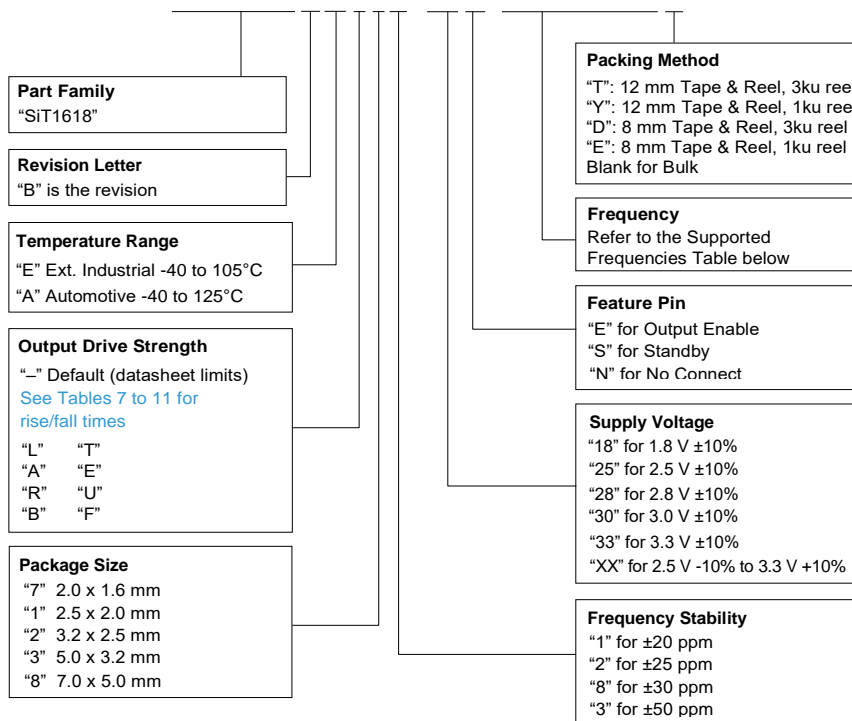 Part Family
“SiT1618”
Revision Letter
“B” is the revision
Temperature Range
“E” Ext. Industrial -40 to 105°C
“A” Automotive -40 to 125°C
Output Drive Strength
“–” Default (datasheet limits)
See Tables 7 to 11 for
rise/fall times
“L” “T”
“A” “E”
“R” “U”
“B” “F”
Package Size
“7” 2.0 x 1.6 mm
“1” 2.5 x 2.0 mm
“2” 3.2 x 2.5 mm
“3” 5.0 x 3.2 mm
“8” 7.0 x 5.0 mm
Packing Method
“T”: 12 mm Tape & Reel, 3ku ree
“Y”: 12 mm Tape & Reel, 1ku ree
“D”: 8 mm Tape & Reel, 3ku reel
“E”: 8 mm Tape & Reel, 1ku reel
Blank for Bulk
Frequency
Refer to the Supported
Frequencies Table below
Feature Pin
“E” for Output Enable
“S” for Standby
“N” for No Connect
Supply Voltage
“18” for 1.8 V ±10%
“25” for 2.5 V ±10%
“28” for 2.8 V ±10%
“30” for 3.0 V ±10%
“33” for 3.3 V ±10%
“XX” for 2.5 V -10% to 3.3 V +10%
Frequency Stability
“1” for ±20 ppm
“2” for ±25 ppm
“8” for ±30 ppm
“3” for ±50 ppm